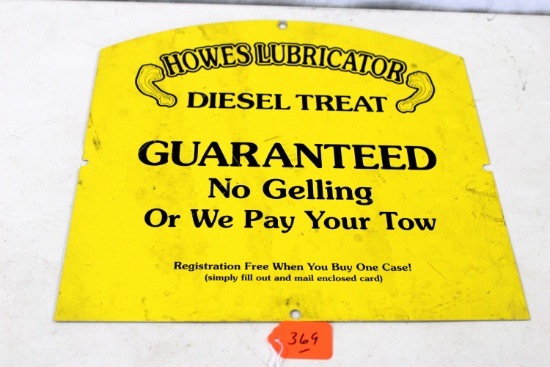 HOWES LUBRICATOR
DIESEL TREAT
GUARANTEED
No Gelling
Or We Pay Your Tow
Registration Free When You Buy One Case!
(simply fill out and mail enclosed card)
369